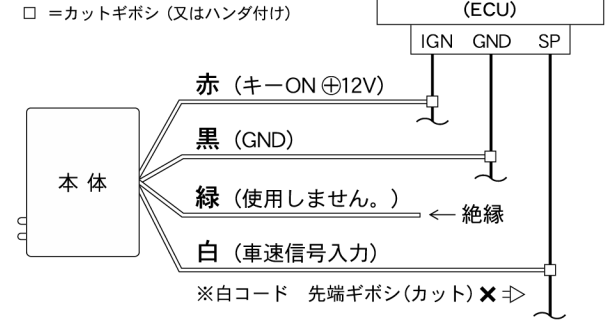 □ =カットギボシ (又はハンダ付け)
(ECU)
IGN GND SP
赤 (キーON ⊕12V)
黒 (GND)
本 体
緑 (使用しません。) ← 絶縁
白 (車速信号入力)
※白コード 先端ギボシ(カット) ✖ ⇨